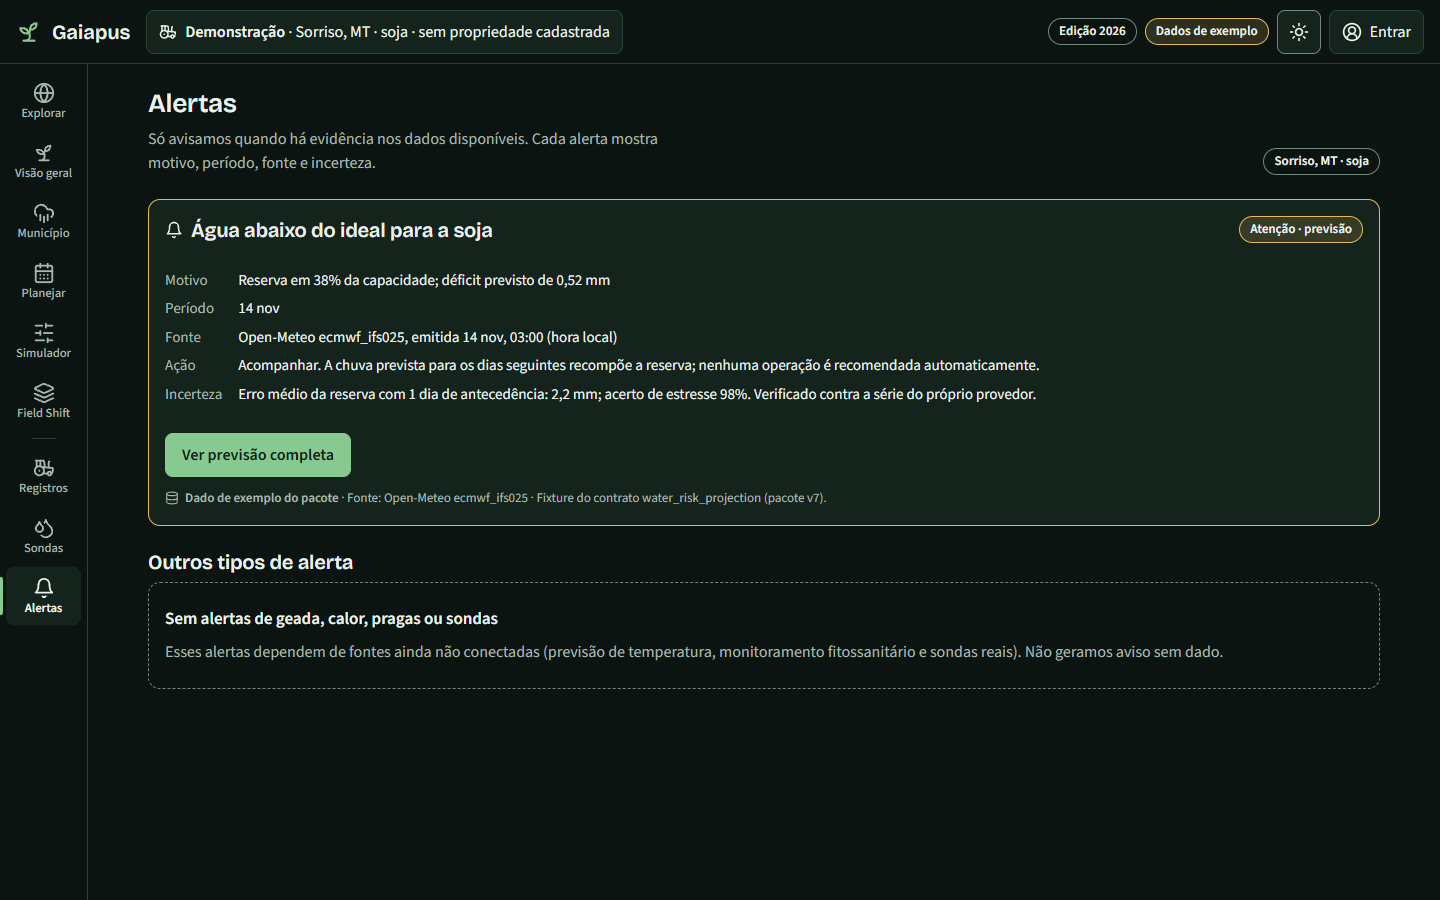 Gaiapus
Demonstração · Sorriso, MT · soja · sem propriedade cadastrada
Edição 2026
Dados de exemplo
Entrar
Explorar
Visão geral
Município
Planejar
Simulador
Field Shift
Registros
Sondas
Alertas
Alertas
Só avisamos quando há evidência nos dados disponíveis. Cada alerta mostra
motivo, período, fonte e incerteza.
Sorriso, MT · soja
Água abaixo do ideal para a soja
Atenção · previsão
Motivo Reserva em 38% da capacidade; déficit previsto de 0,52 mm
Período 14 nov
Fonte Open-Meteo ecmwf_ifs025, emitida 14 nov, 03:00 (hora local)
Ação Acompanhar. A chuva prevista para os dias seguintes recompõe a reserva; nenhuma operação é recomendada automaticamente.
Incerteza Erro médio da reserva com 1 dia de antecedência: 2,2 mm; acerto de estresse 98%. Verificado contra a série do próprio provedor.
Ver previsão completa
Dado de exemplo do pacote · Fonte: Open-Meteo ecmwf_ifs025 · Fixture do contrato water_risk_projection (pacote v7).
Outros tipos de alerta
Sem alertas de geada, calor, pragas ou sondas
Esses alertas dependem de fontes ainda não conectadas (previsão de temperatura, monitoramento fitossanitário e sondas reais). Não geramos aviso sem dado.